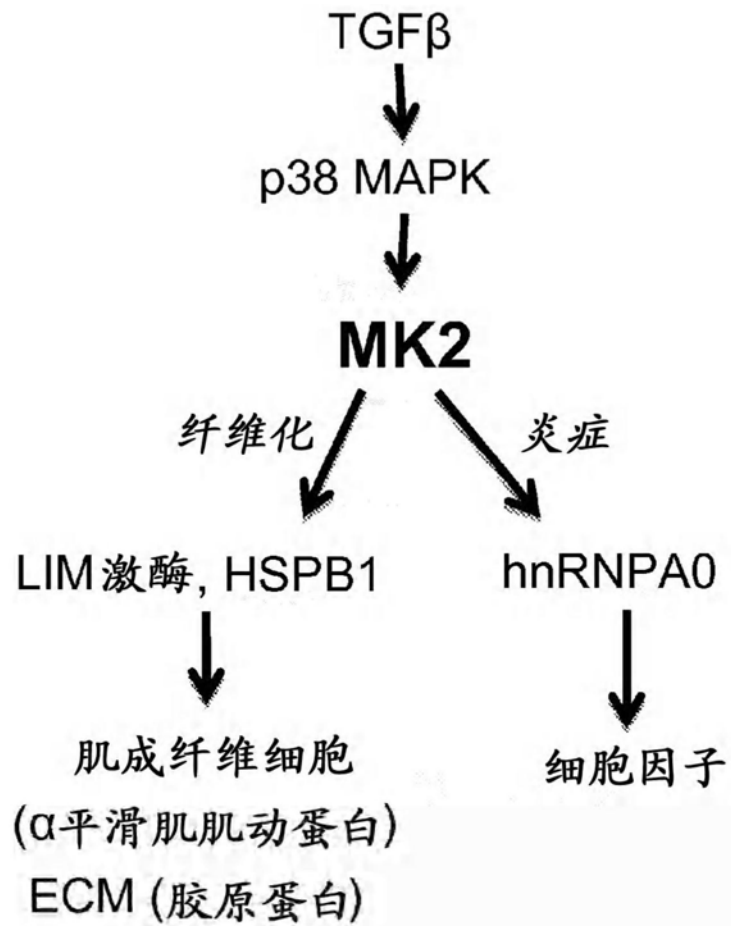 TGFβ
p38 MAPK
MK2
纤维化
炎症
LIM激酶, HSPB1
hnRNPA0
肌成纤维细胞
细胞因子
(α平滑肌肌动蛋白)
ECM (胶原蛋白)